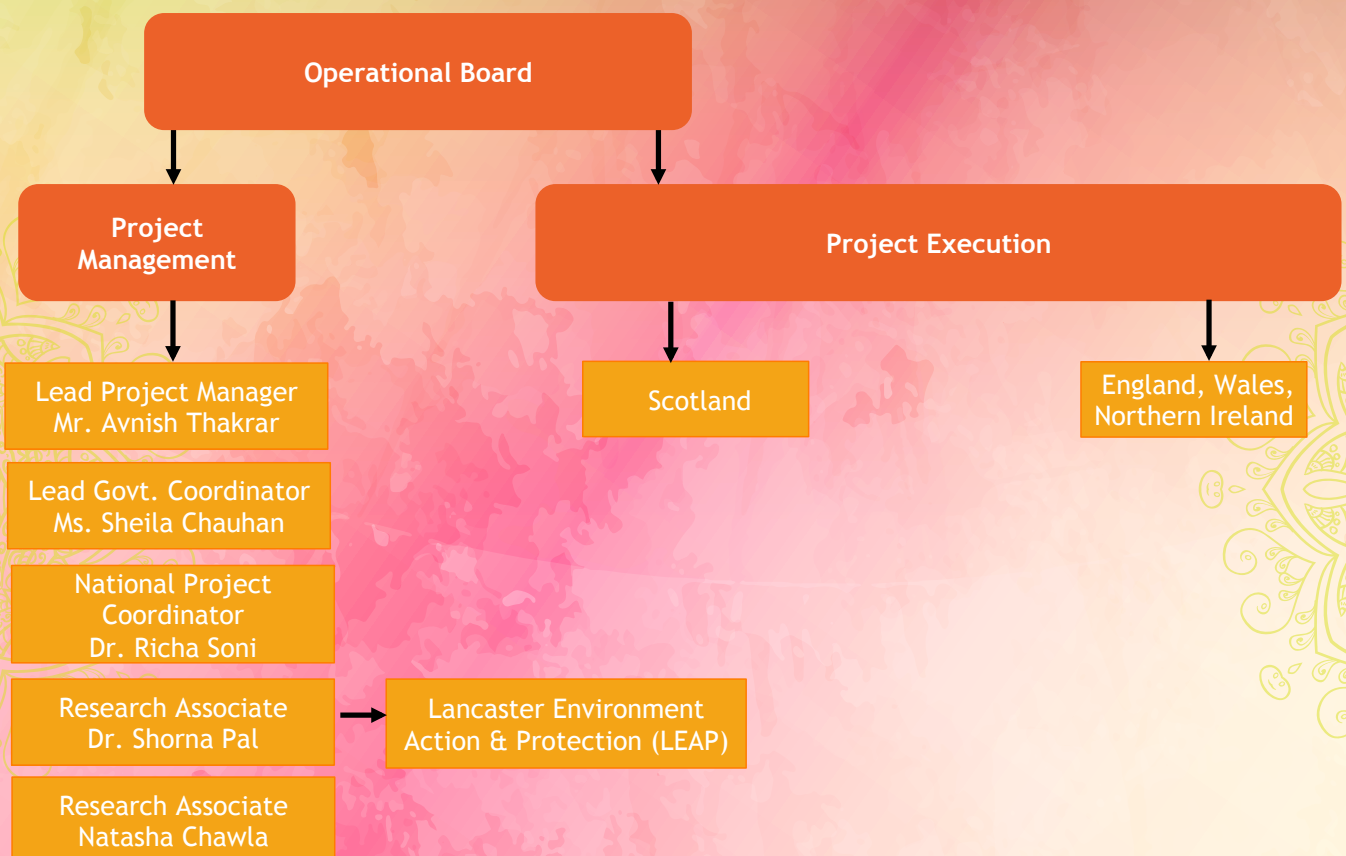 Operational Board
Project
Management
Project Execution
Lead Project Manager
Mr. Avnish Thakrar
Scotland
England, Wales,
Northern Ireland
Lead Govt. Coordinator
Ms. Sheila Chauhan
National Project
Coordinator
Dr. Richa Soni
Research Associate
Dr. Shorna Pal
Lancaster Environment
Action & Protection (LEAP)
Research Associate
Natasha Chawla